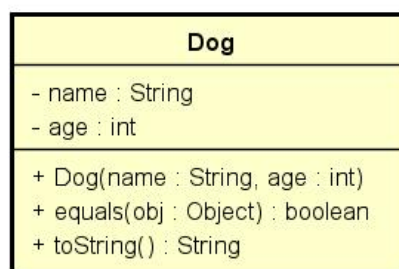 Dog
- name : String
- age : int
+ Dog(name : String, age : int)
+ equals(obj : Object) : boolean
+ toString() : String